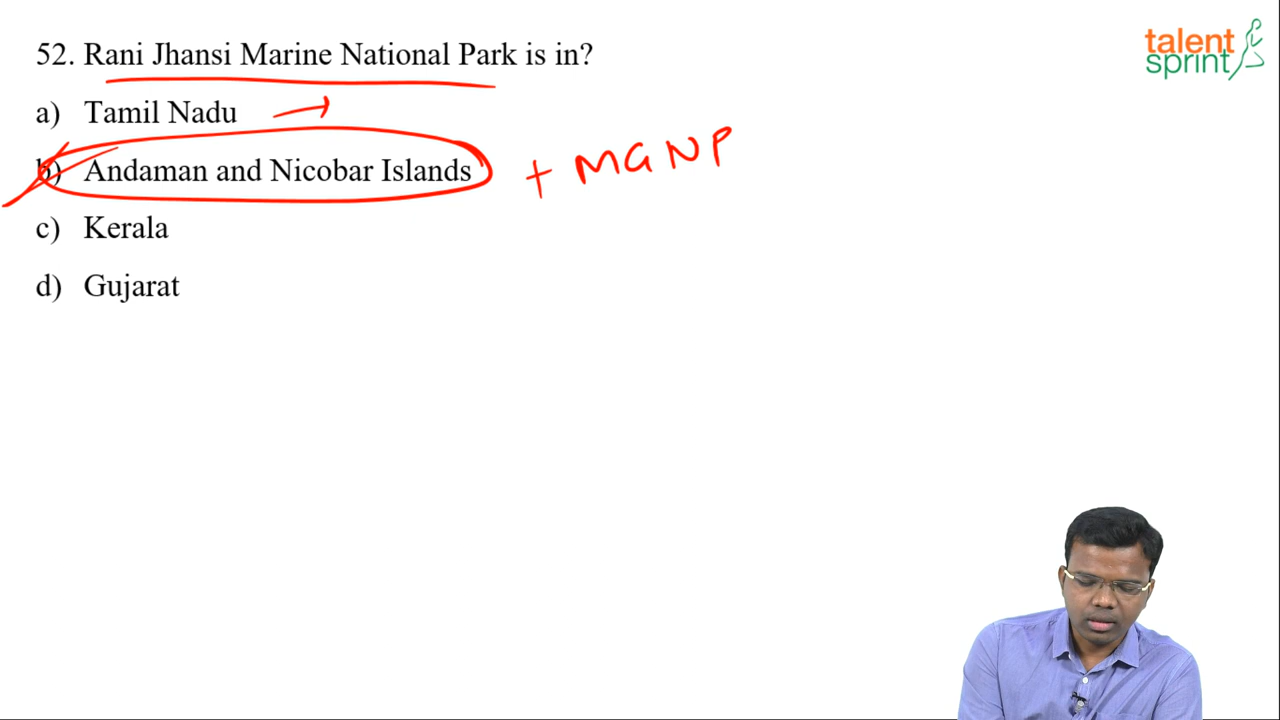 52. Rani Jhansi Marine National Park is in?
a) Tamil Nadu
b) Andaman and Nicobar Islands + MGNP
c) Kerala
d) Gujarat
talent
sprint